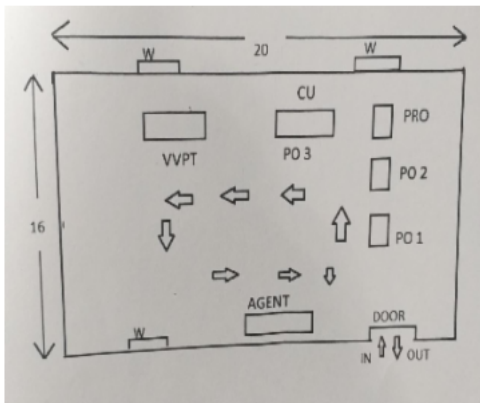 20
W
W
CU
PRO
VVPT
PO 3
PO 2
16
PO 1
AGENT
DOOR
W
IN
OUT